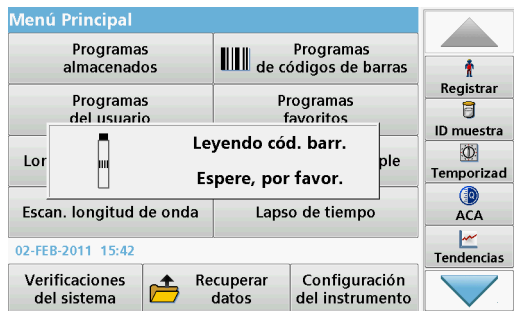 Menú Principal
Programas
almacenados
Programas
de códigos de barras
Programas
del usuario
Programas
favoritos
Leyendo cód. barr.
Espere, por favor.
Escan. longitud de onda
Lapso de tiempo
02-FEB-2011 15:42
Verificaciones
del sistema
Recuperar
datos
Configuración
del instrumento
Registrar
ID muestra
Temporizad
ACA
Tendencias